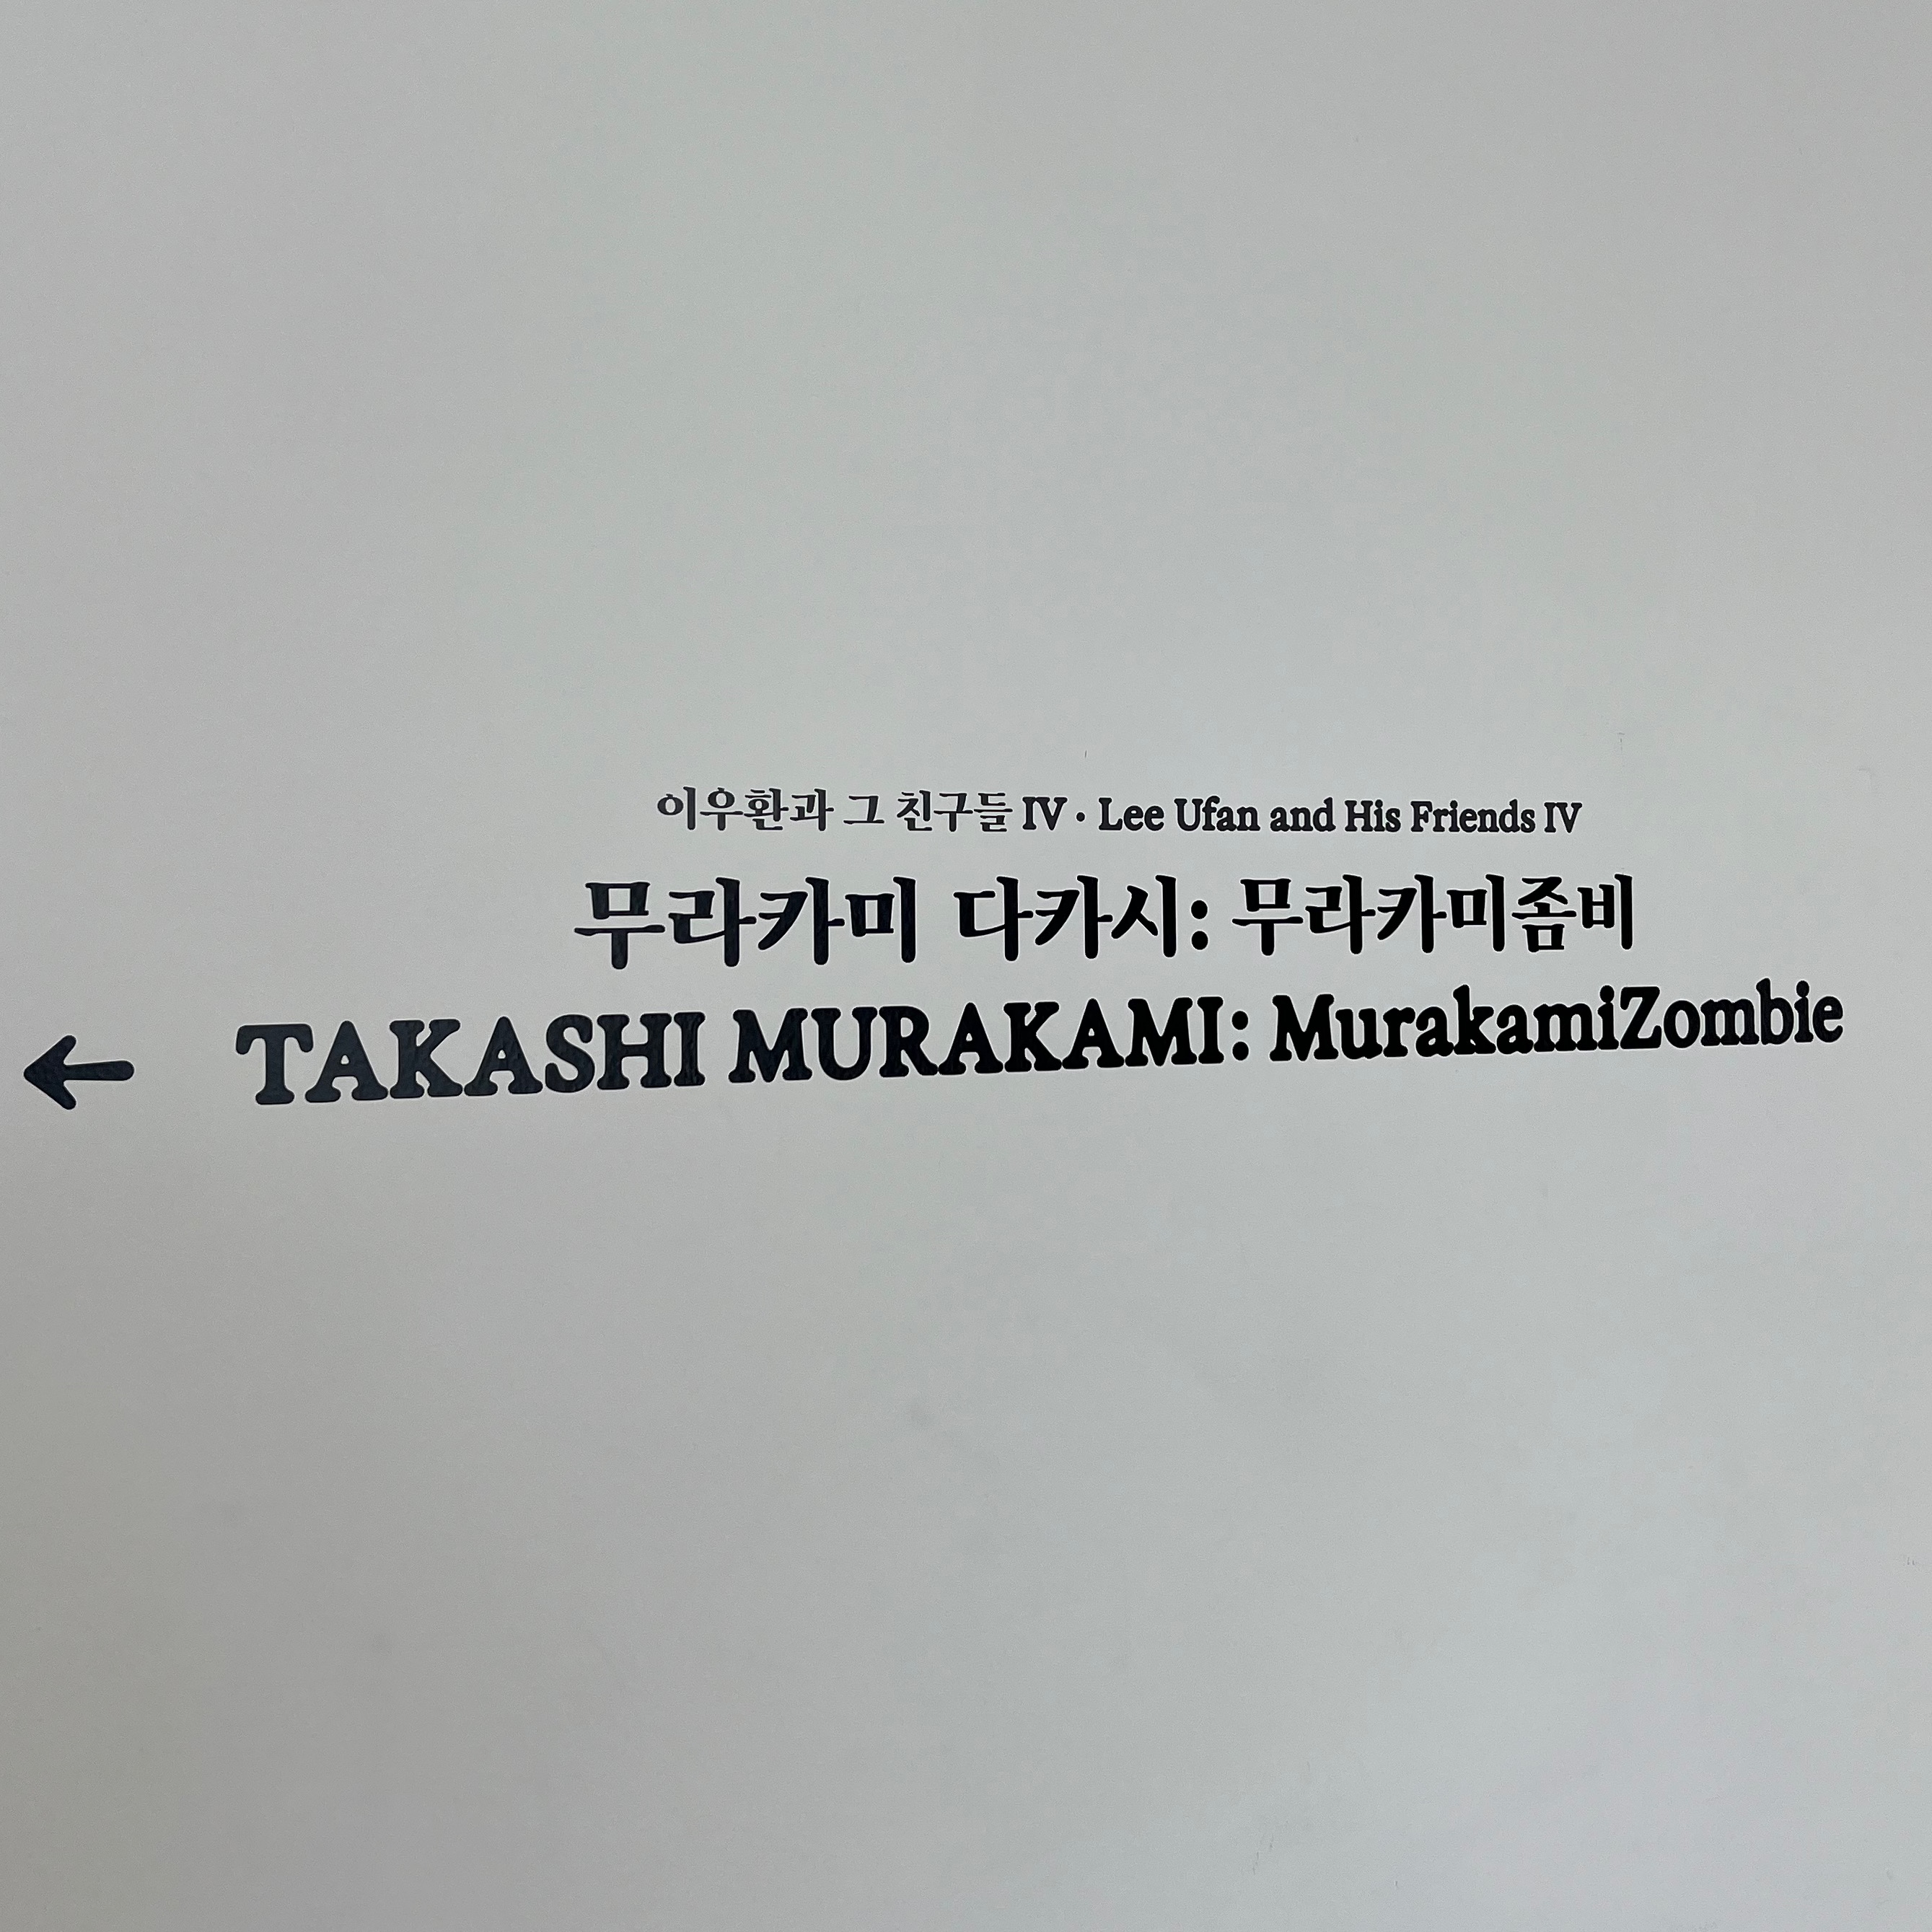 이우환과 그 친구들 IV · Lee Ufan and His Friends IV
무라카미 다카시: 무라카미좀비
← TAKASHI MURAKAMI: MurakamiZombie